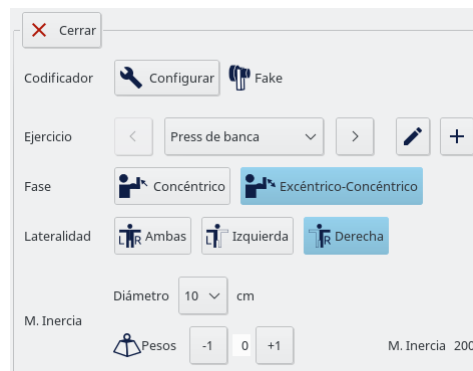 Cerrar
Codificador Configurar Fake
Ejercicio < Press de banca > +
Fase Concéntrico Excéntrico-Concéntrico
Lateralidad L R Ambas L Izquierda R Derecha
Diámetro 10 cm
M. Inercia
Pesos -1 0 +1 M. Inercia 200